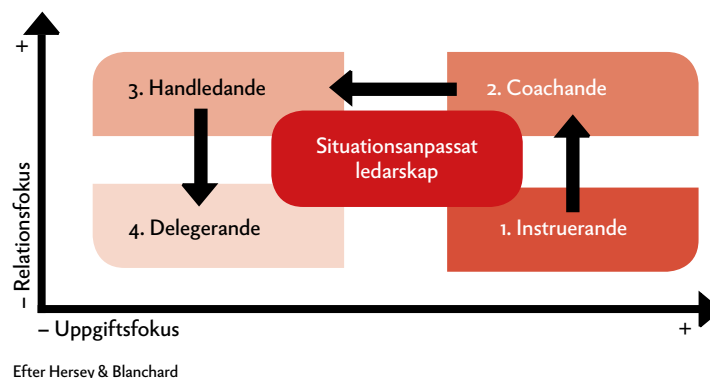 +
3. Handledande
2. Coachande
Situationsanpassat
ledarskap
4. Delegerande
1. Instruerande
– Relationsfokus
– Uppgiftsfokus
+
Efter Hersey & Blanchard